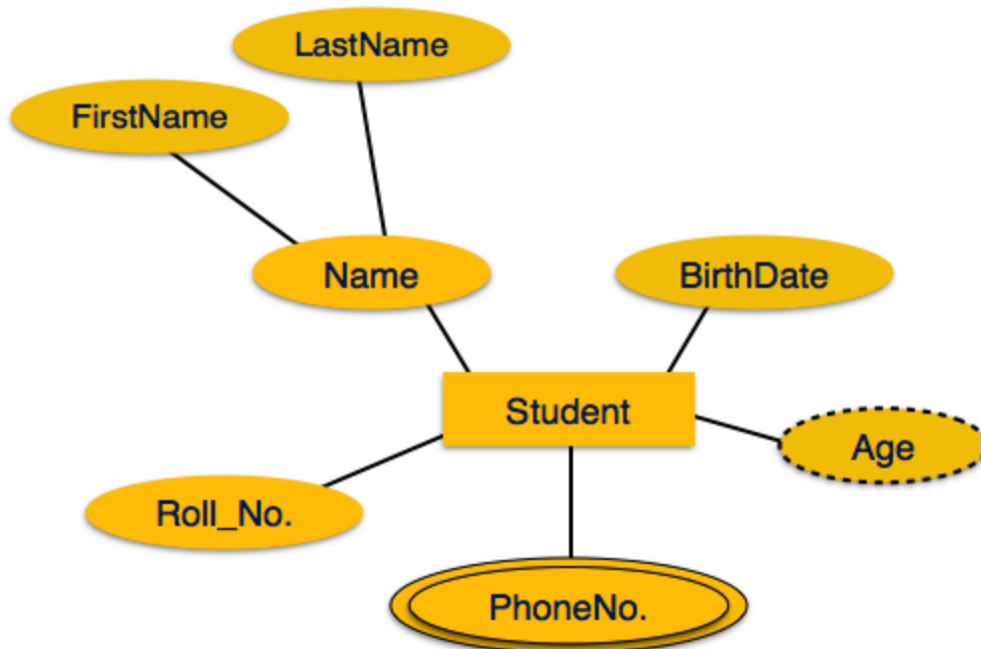 LastName
FirstName
Name
BirthDate
Student
Age
Roll_No.
PhoneNo.